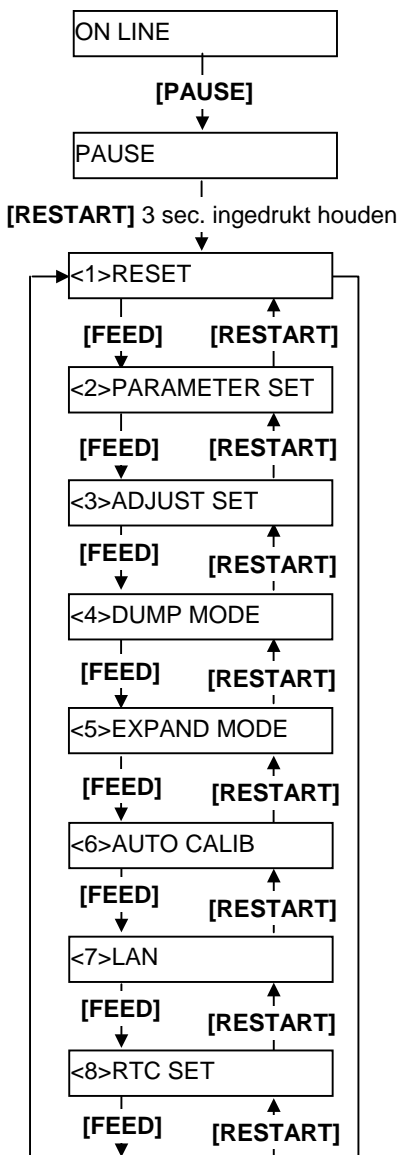 ON LINE
[PAUSE]
PAUSE
[RESTART] 3 sec. ingedrukt houden
<1>RESET
[FEED] [RESTART]
<2>PARAMETER SET
[FEED] [RESTART]
<3>ADJUST SET
[FEED] [RESTART]
<4>DUMP MODE
[FEED] [RESTART]
<5>EXPAND MODE
[FEED] [RESTART]
<6>AUTO CALIB
[FEED] [RESTART]
<7>LAN
[FEED] [RESTART]
<8>RTC SET
[FEED] [RESTART]